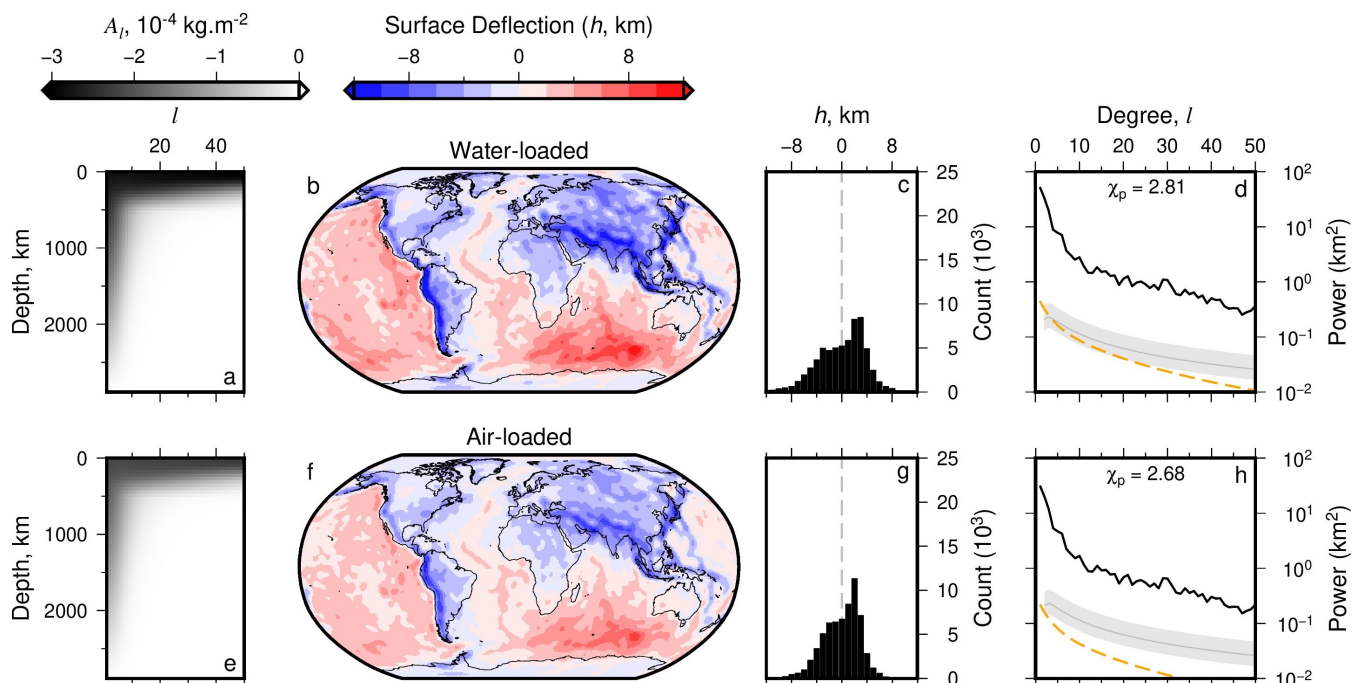 A_l, 10^-4 kg.m^-2
−3 −2 −1 0
Surface Deflection (h, km)
−8 0 8
l
20 40
Depth, km
0
1000
2000
a
Water-loaded
b
h, km
−8 0 8
c
25
20
15
10
5
0
Count (10^3)
Degree, l
0 10 20 30 40 50
χ_p = 2.81
d
10^2
10^1
10^0
10^-1
10^-2
Power (km^2)
Depth, km
0
1000
2000
e
Air-loaded
f
g
25
20
15
10
5
0
Count (10^3)
χ_p = 2.68
h
10^2
10^1
10^0
10^-1
10^-2
Power (km^2)